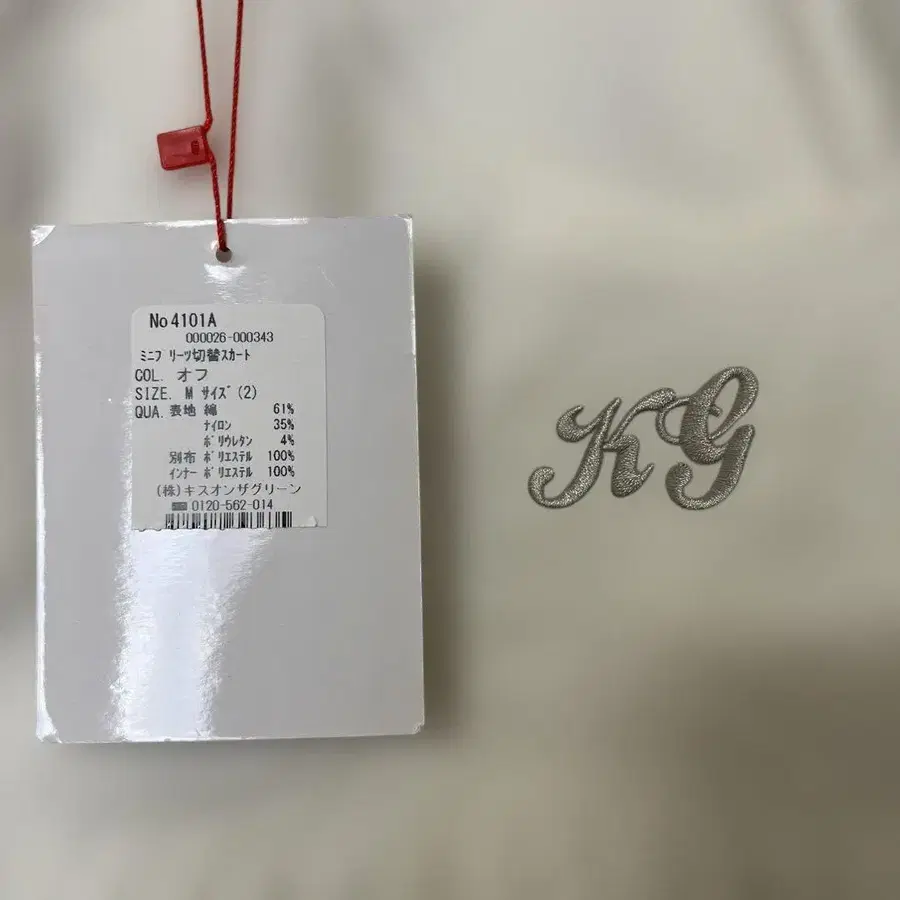 No 4101A
000026-000343
ﾐﾆﾌﾟﾘｰﾂ切替ｽｶｰﾄ
COL. オフ
SIZE. M ｻｲｽﾞ(2)
QUA. 表地 綿 61%
ﾅｲﾛﾝ 35%
ﾎﾟﾘｳﾚﾀﾝ 4%
別布 ﾎﾟﾘｴｽﾃﾙ 100%
ｲﾝﾅｰ ﾎﾟﾘｴｽﾃﾙ 100%
(株)キスオンザグリーン
0120-562-014
KG